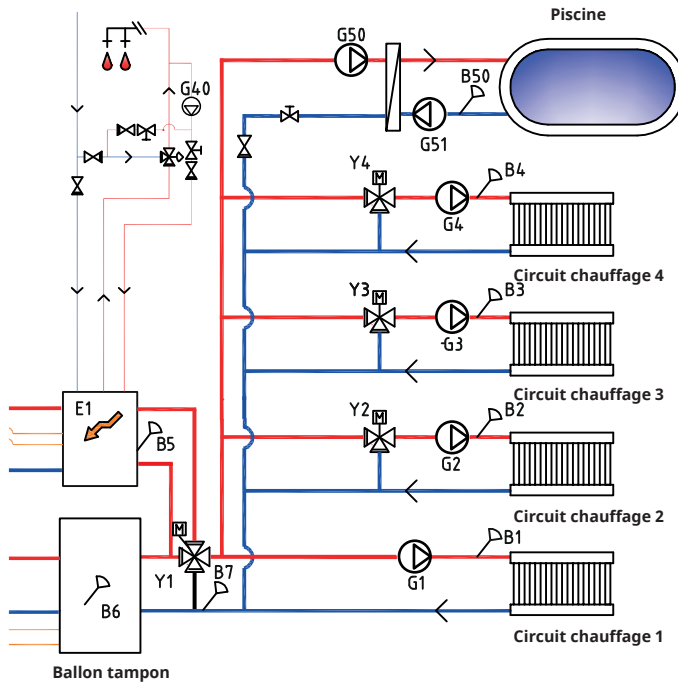 Piscine
G50
B50
G40
G51
Y4
M
B4
G4
Circuit chauffage 4
Y3
M
B3
G3
Circuit chauffage 3
Y2
M
B2
G2
E1
B5
Circuit chauffage 2
M
Y1
B7
B1
G1
B6
Circuit chauffage 1
Ballon tampon